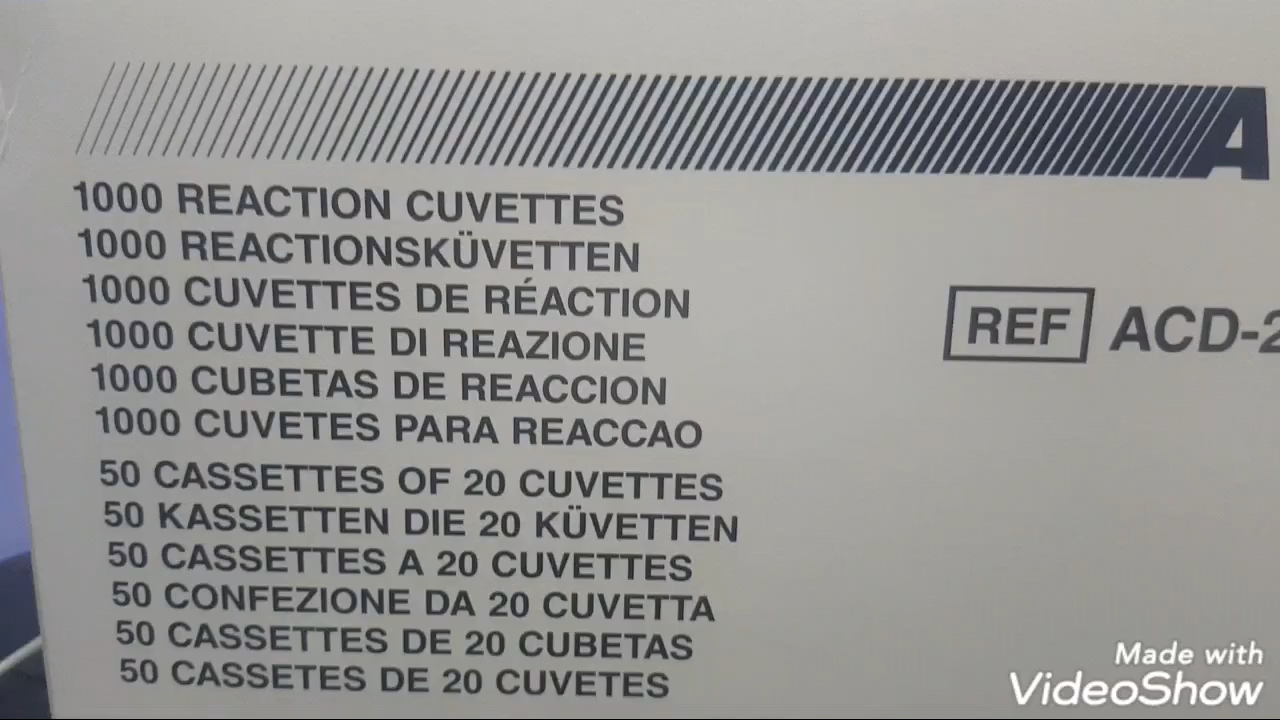 A
1000 REACTION CUVETTES
1000 REACTIONSKÜVETTEN
1000 CUVETTES DE RÉACTION
1000 CUVETTE DI REAZIONE
1000 CUBETAS DE REACCION
1000 CUVETES PARA REACCAO
REF ACD-2
50 CASSETTES OF 20 CUVETTES
50 KASSETTEN DIE 20 KÜVETTEN
50 CASSETTES A 20 CUVETTES
50 CONFEZIONE DA 20 CUVETTA
50 CASSETTES DE 20 CUBETAS
50 CASSETES DE 20 CUVETES
Made with
VideoShow